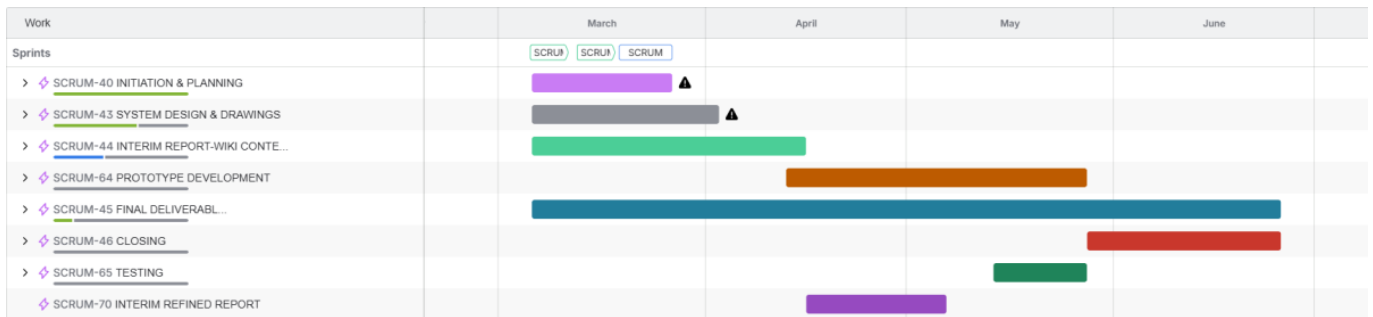 Work March April May June
Sprints SCRUM SCRUM SCRUM
SCRUM-40 INITIATION & PLANNING
SCRUM-43 SYSTEM DESIGN & DRAWINGS
SCRUM-44 INTERIM REPORT-WIKI CONTE...
SCRUM-64 PROTOTYPE DEVELOPMENT
SCRUM-45 FINAL DELIVERABL...
SCRUM-46 CLOSING
SCRUM-65 TESTING
SCRUM-70 INTERIM REFINED REPORT